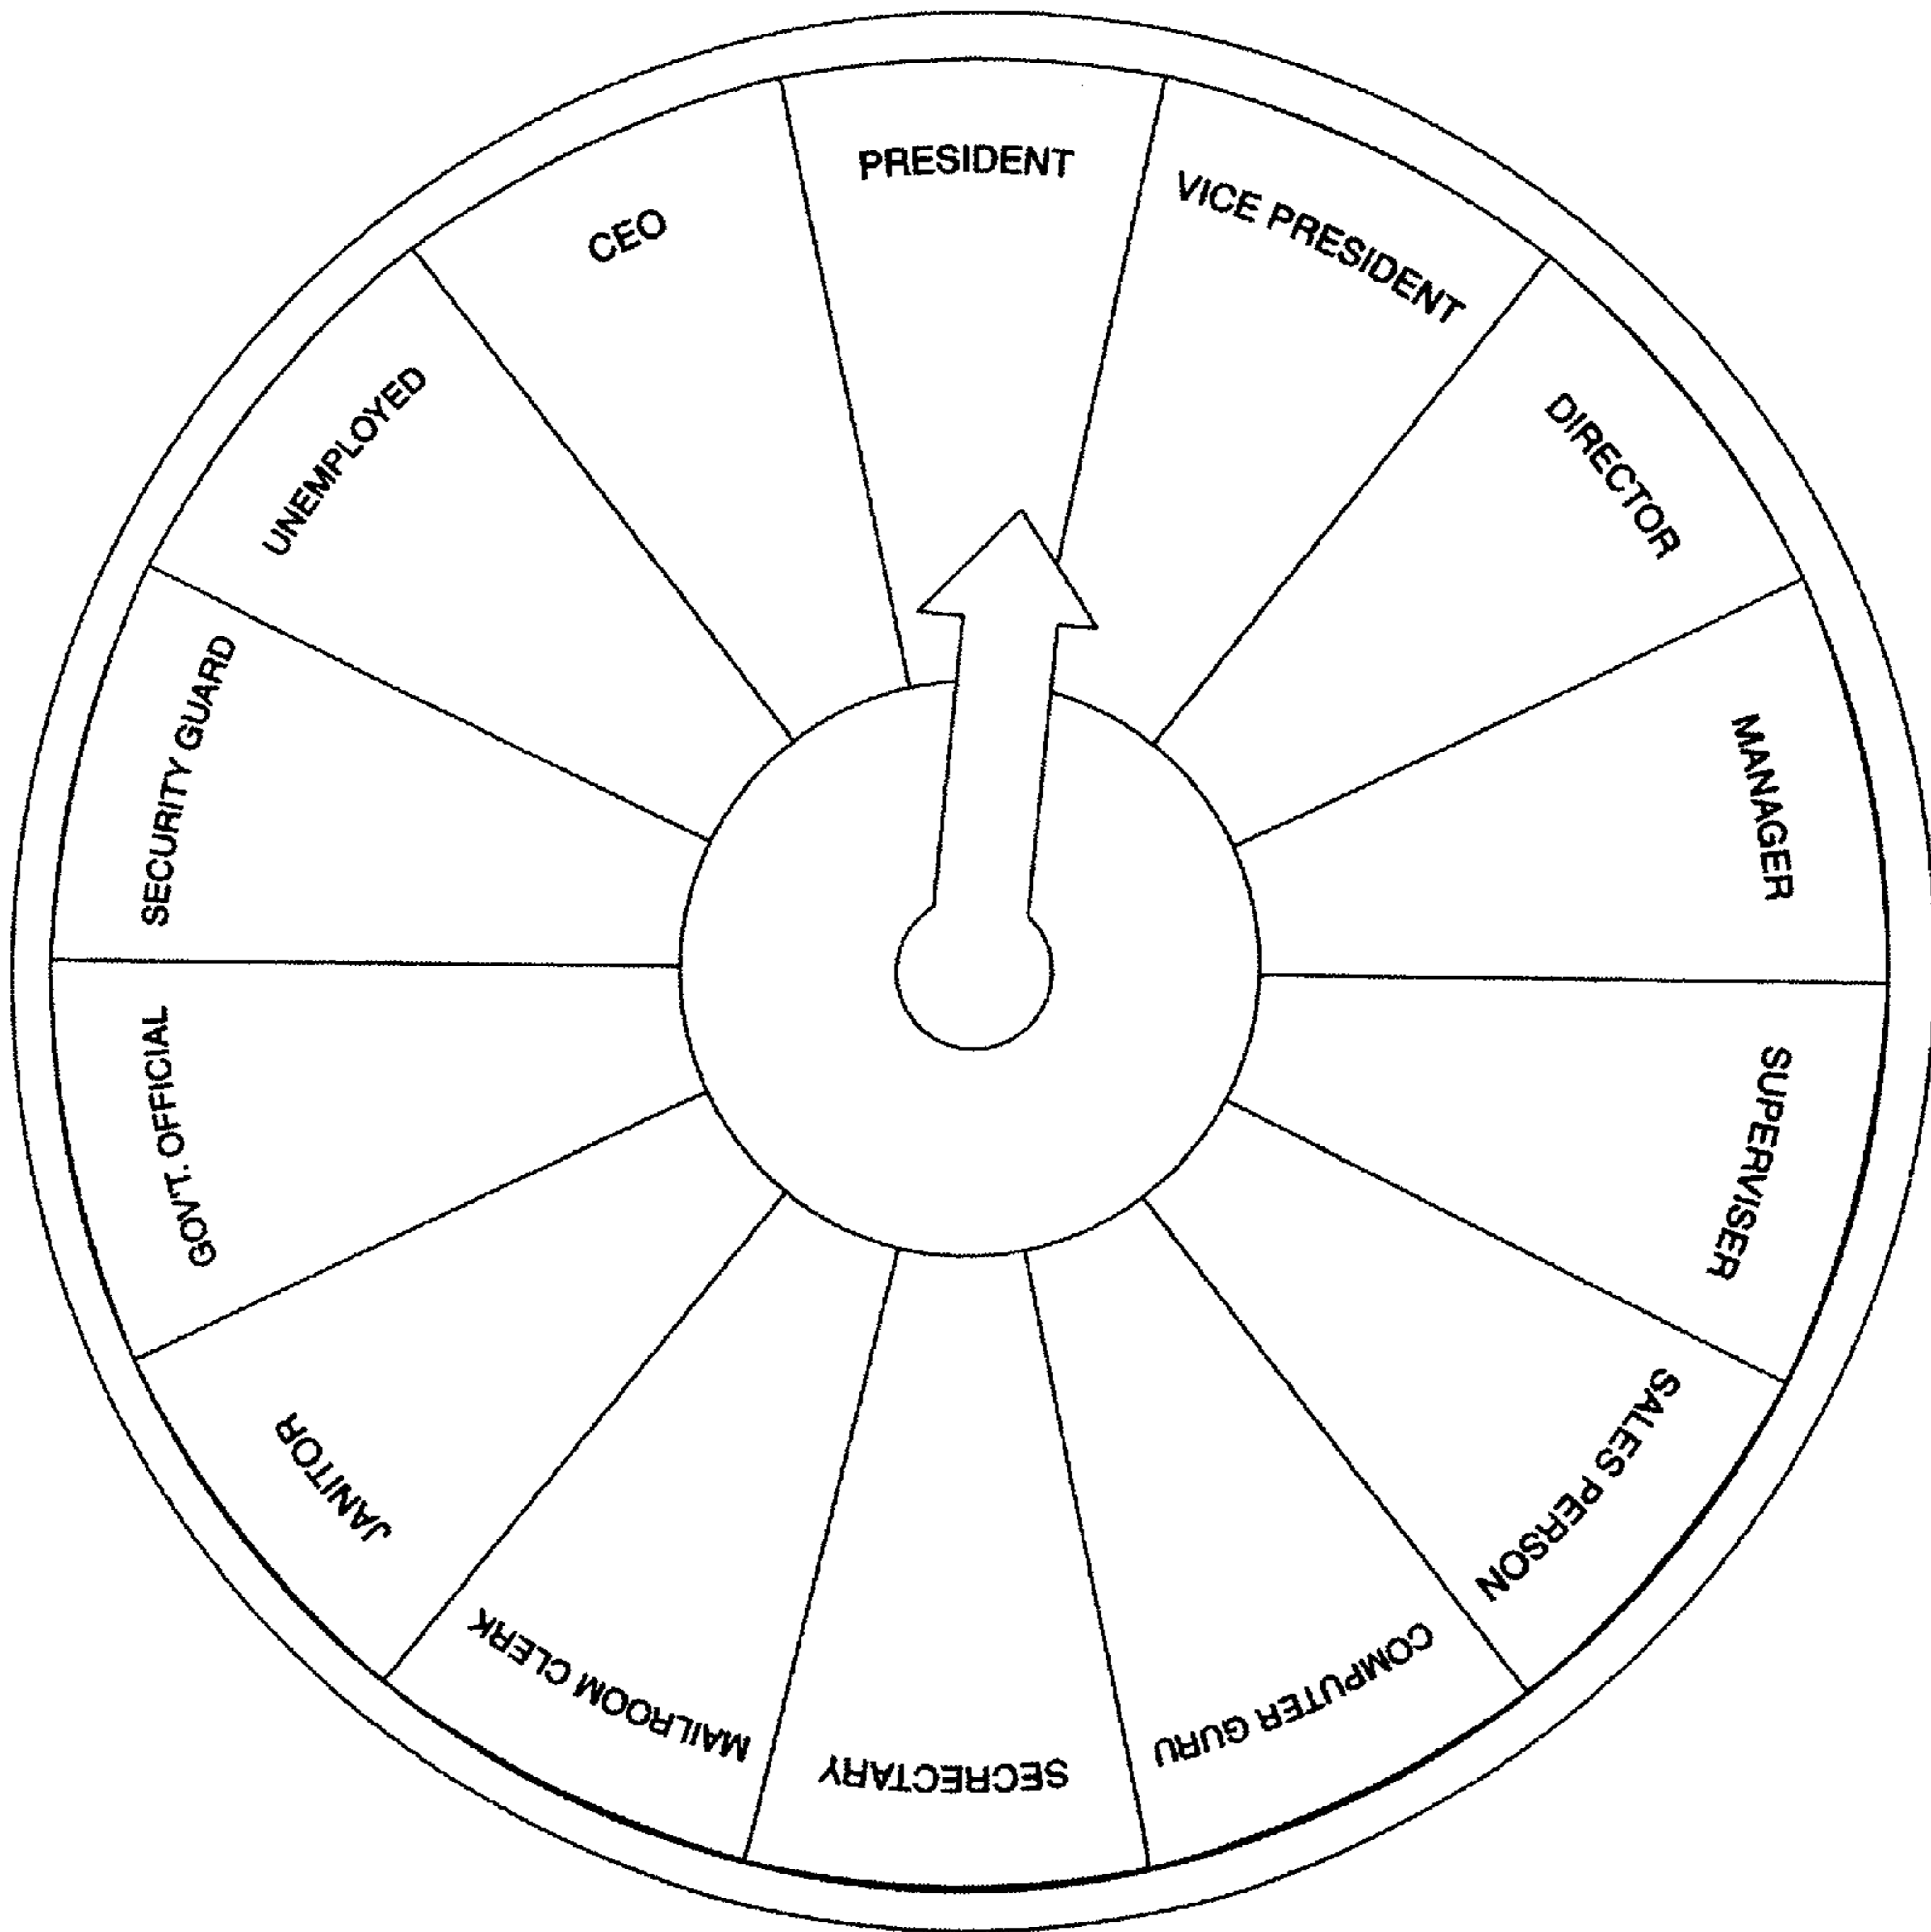 PRESIDENT
VICE PRESIDENT
DIRECTOR
MANAGER
SUPERVISER
SALES PERSON
COMPUTER GURU
SECRECTARY
MAILROOM CLERK
JANITOR
GOV'T. OFFICIAL
SECURITY GUARD
UNEMPLOYED
CEO